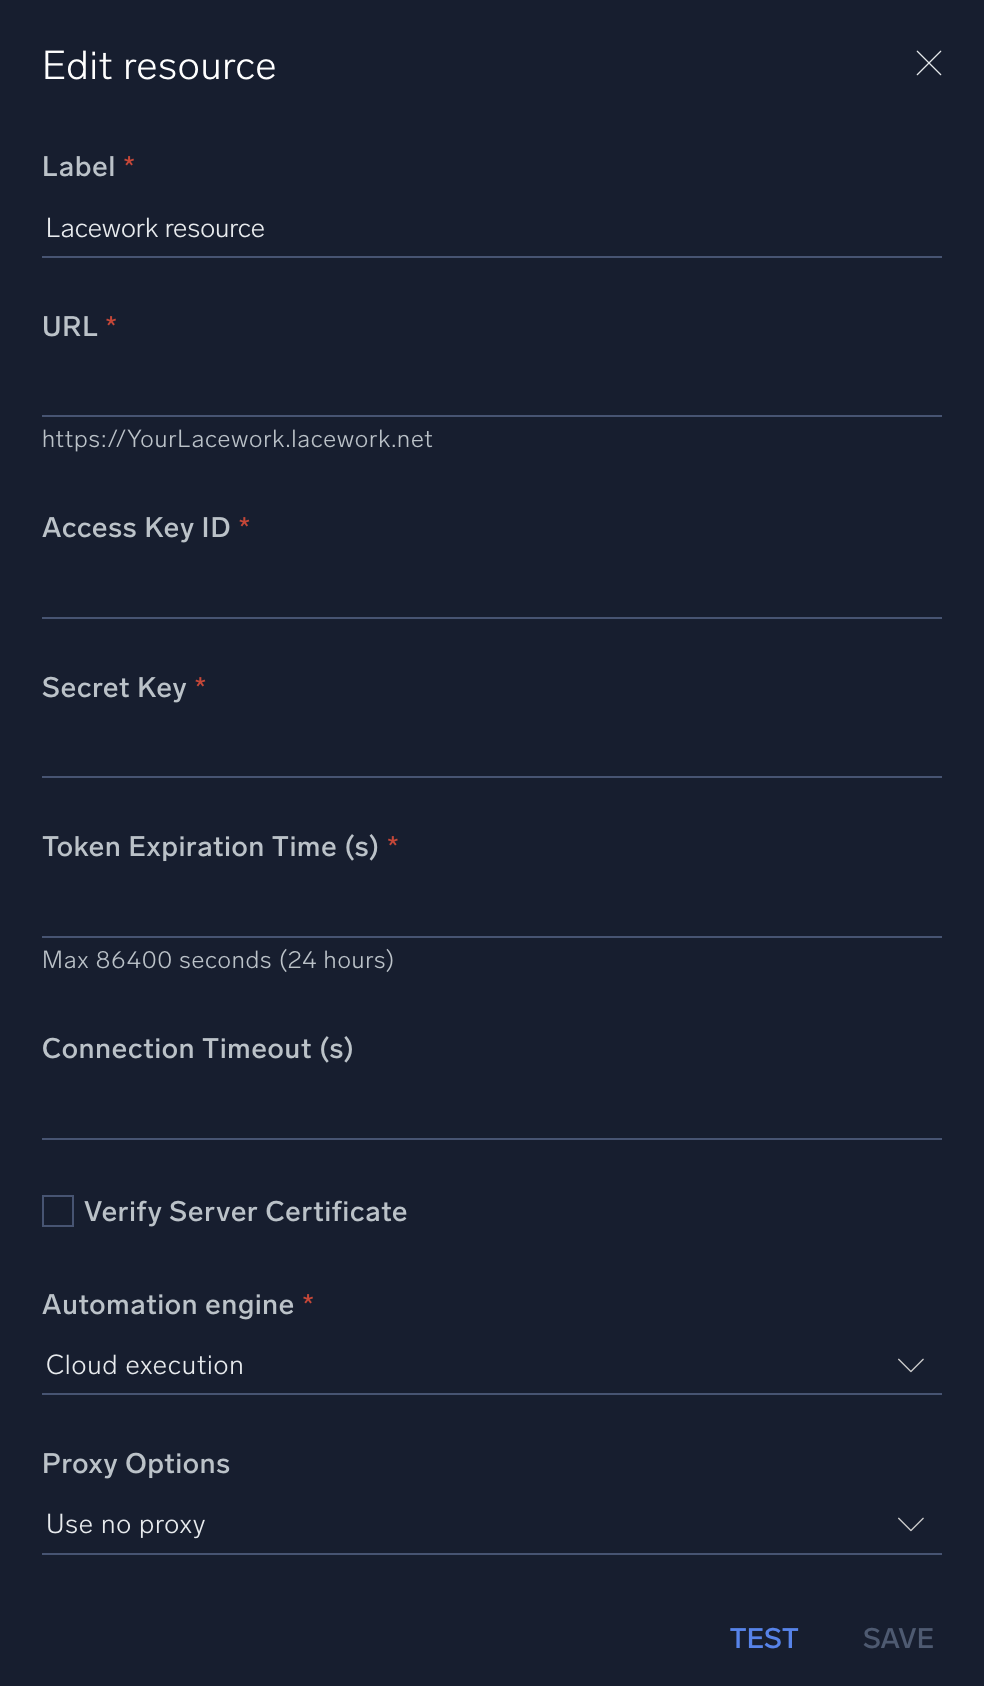 Edit resource
Label *
Lacework resource
URL *
https://YourLacework.lacework.net
Access Key ID *
Secret Key *
Token Expiration Time (s) *
Max 86400 seconds (24 hours)
Connection Timeout (s)
Verify Server Certificate
Automation engine *
Cloud execution
Proxy Options
Use no proxy
TEST SAVE